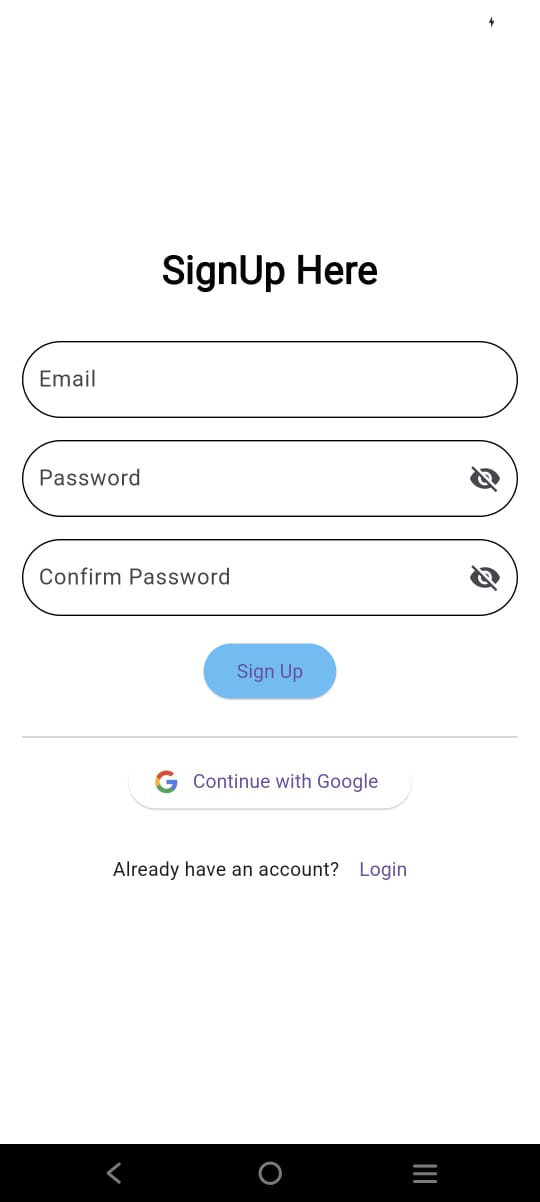 SignUp Here
Email
Password
Confirm Password
Sign Up
Continue with Google
Already have an account? Login